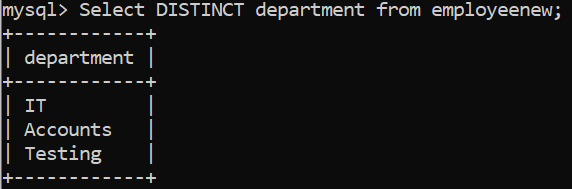 mysql> Select DISTINCT department from employeenew;
+------------+
| department |
+------------+
| IT         |
| Accounts   |
| Testing    |
+------------+